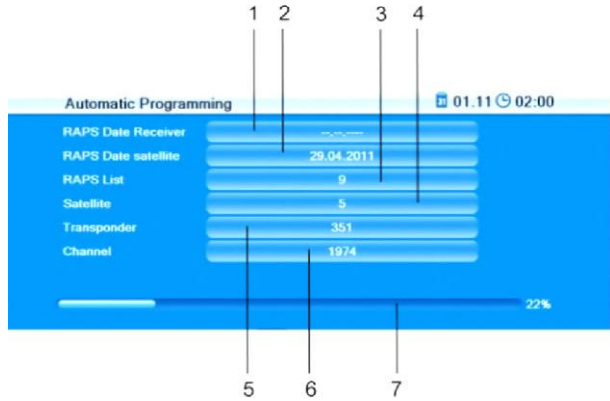 1 2 3 4
Automatic Programming 31 01.11 02:00
RAPS Date Receiver --.--.----
RAPS Date satellite 29.04.2011
RAPS List 9
Satellite 5
Transponder 351
Channel 1974
22%
5 6 7